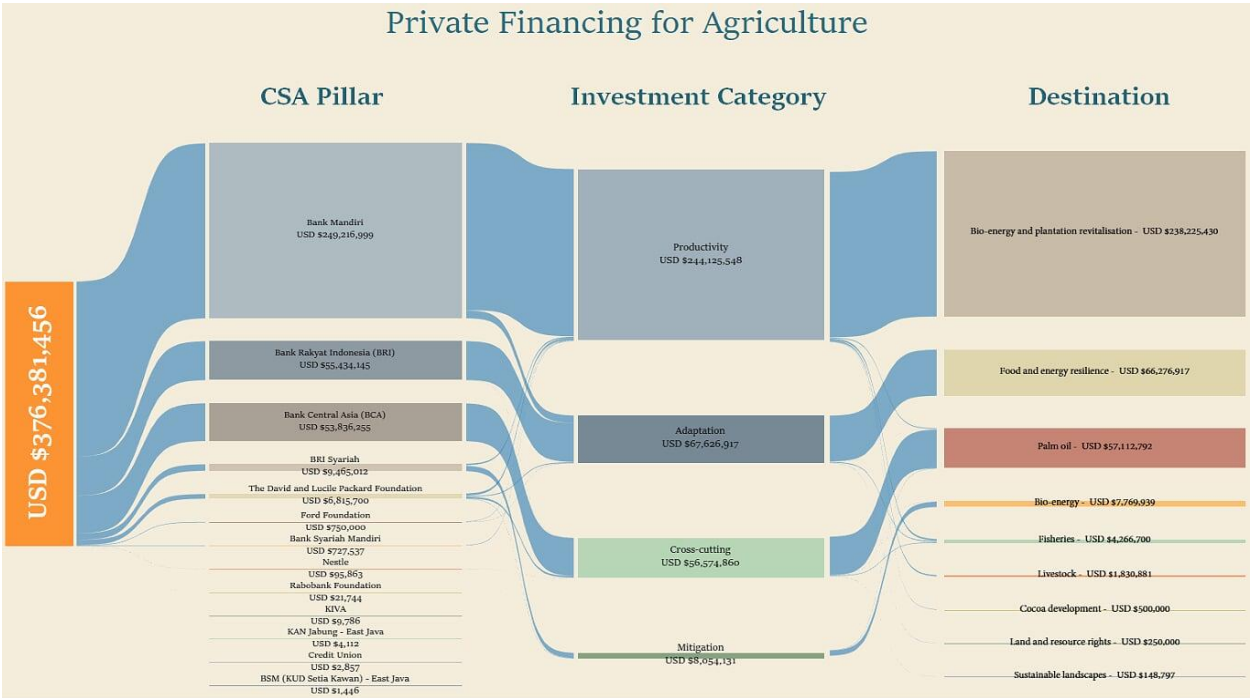 Private Financing for Agriculture
CSA Pillar
Investment Category
Destination
USD $376,381,456
Bank Mandiri
USD $249,216,999
Bank Rakyat Indonesia (BRI)
USD $55,434,145
Bank Central Asia (BCA)
USD $53,836,255
BRI Syariah
USD $9,465,012
The David and Lucile Packard Foundation
USD $6,815,700
Ford Foundation
USD $750,000
Bank Syariah Mandiri
USD $727,537
Nestle
USD $95,863
Rabobank Foundation
USD $21,744
KIVA
USD $9,786
KAN Jabung - East Java
USD $4,112
Credit Union
USD $2,857
BSM (KUD Setia Kawan) - East Java
USD $1,446
Productivity
USD $244,125,548
Adaptation
USD $67,626,917
Cross-cutting
USD $56,574,860
Mitigation
USD $8,054,131
Bio-energy and plantation revitalisation - USD $238,225,430
Food and energy resilience - USD $66,276,917
Palm oil - USD $57,112,792
Bio-energy - USD $7,769,939
Fisheries - USD $4,266,700
Livestock - USD $1,830,881
Cocoa development - USD $500,000
Land and resource rights - USD $250,000
Sustainable landscapes - USD $148,797